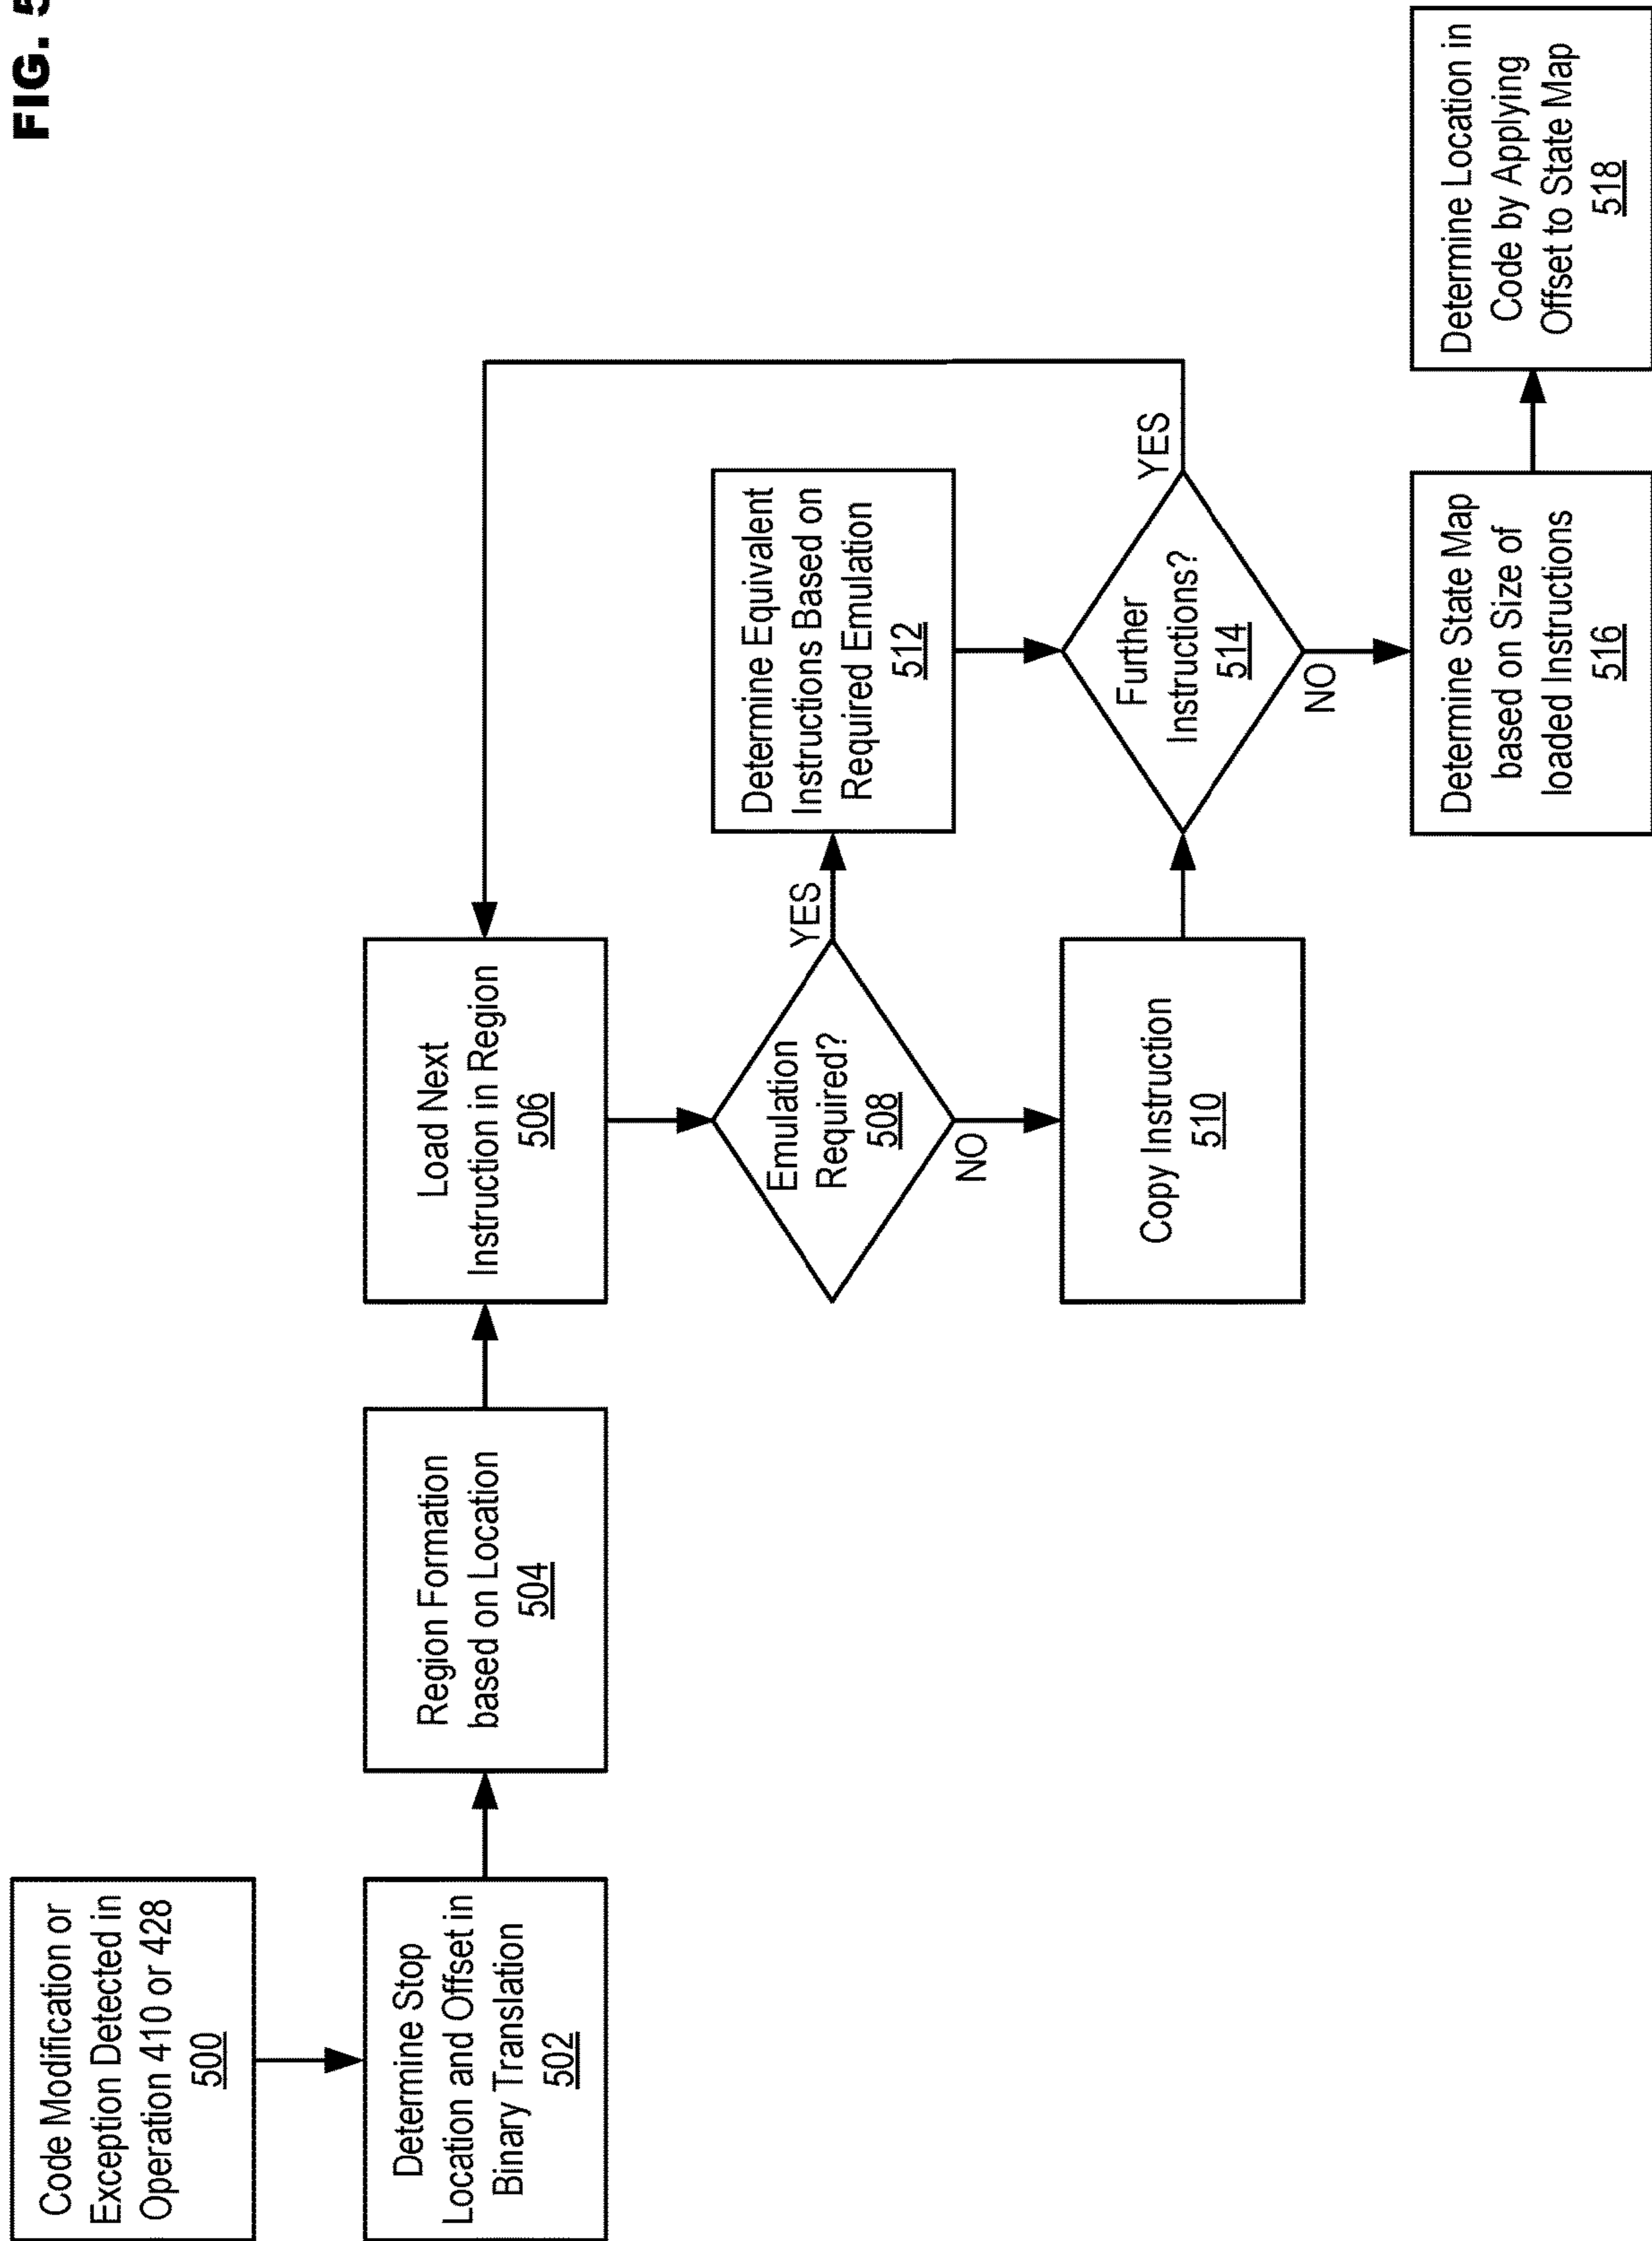 FIG. 5
Code Modification or
Exception Detected in
Operation 410 or 428
500
Determine Stop
Location and Offset in
Binary Translation
502
Region Formation
based on Location
504
Load Next
Instruction in Region
506
Emulation
Required?
508
YES
NO
Copy Instruction
510
Determine Equivalent
Instructions Based on
Required Emulation
512
Further
Instructions?
514
YES
NO
Determine State Map
based on Size of
loaded Instructions
516
Determine Location in
Code by Applying
Offset to State Map
518